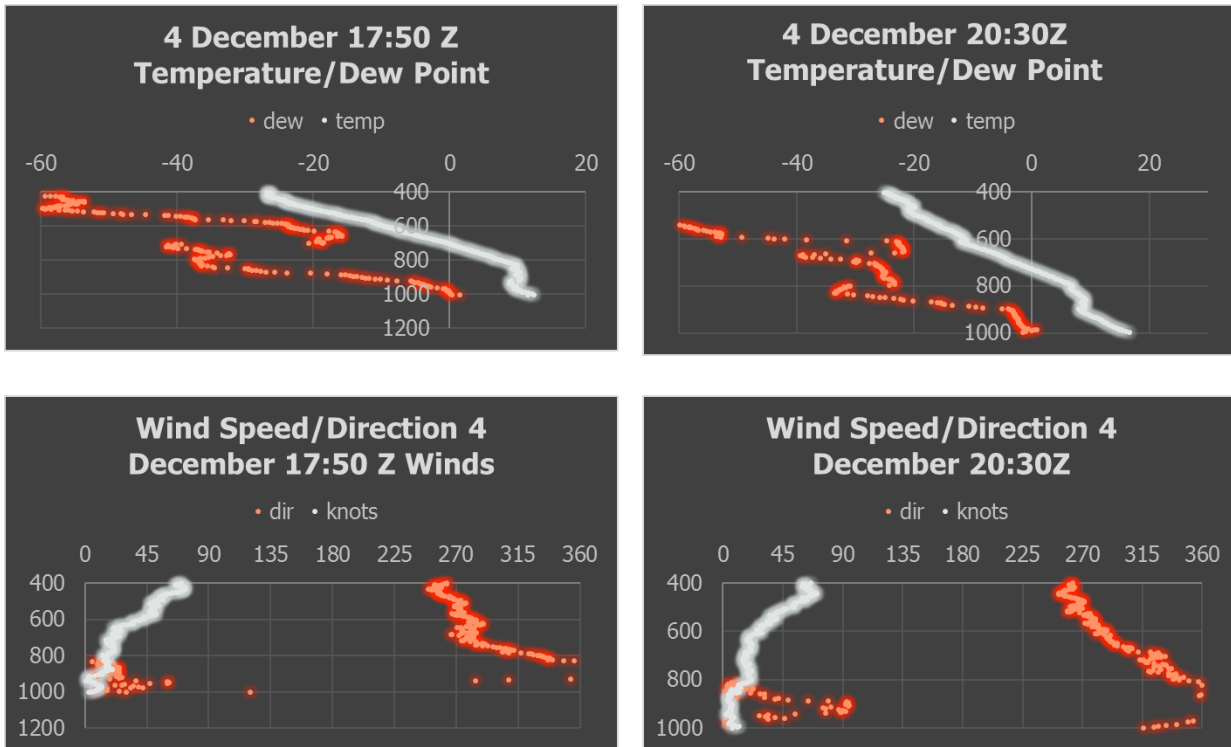 4 December 17:50 Z
Temperature/Dew Point
• dew • temp
-60 -40 -20 0 20
400
600
800
1000
1200
4 December 20:30Z
Temperature/Dew Point
• dew • temp
-60 -40 -20 0 20
400
600
800
1000
Wind Speed/Direction 4
December 17:50 Z Winds
• dir • knots
0 45 90 135 180 225 270 315 360
400
600
800
1000
1200
Wind Speed/Direction 4
December 20:30Z
• dir • knots
0 45 90 135 180 225 270 315 360
400
600
800
1000